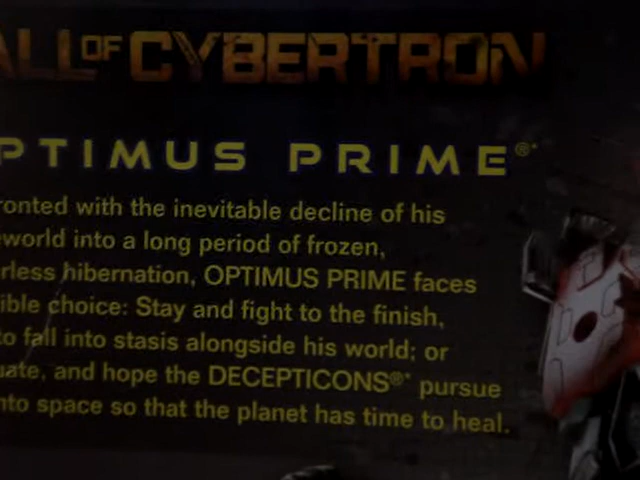 ALL OF CYBERTRON
PTIMUS PRIME®*
ronted with the inevitable decline of his
eworld into a long period of frozen,
rless hibernation, OPTIMUS PRIME faces
ible choice: Stay and fight to the finish,
to fall into stasis alongside his world; or
uate, and hope the DECEPTICONS®* pursue
nto space so that the planet has time to heal.